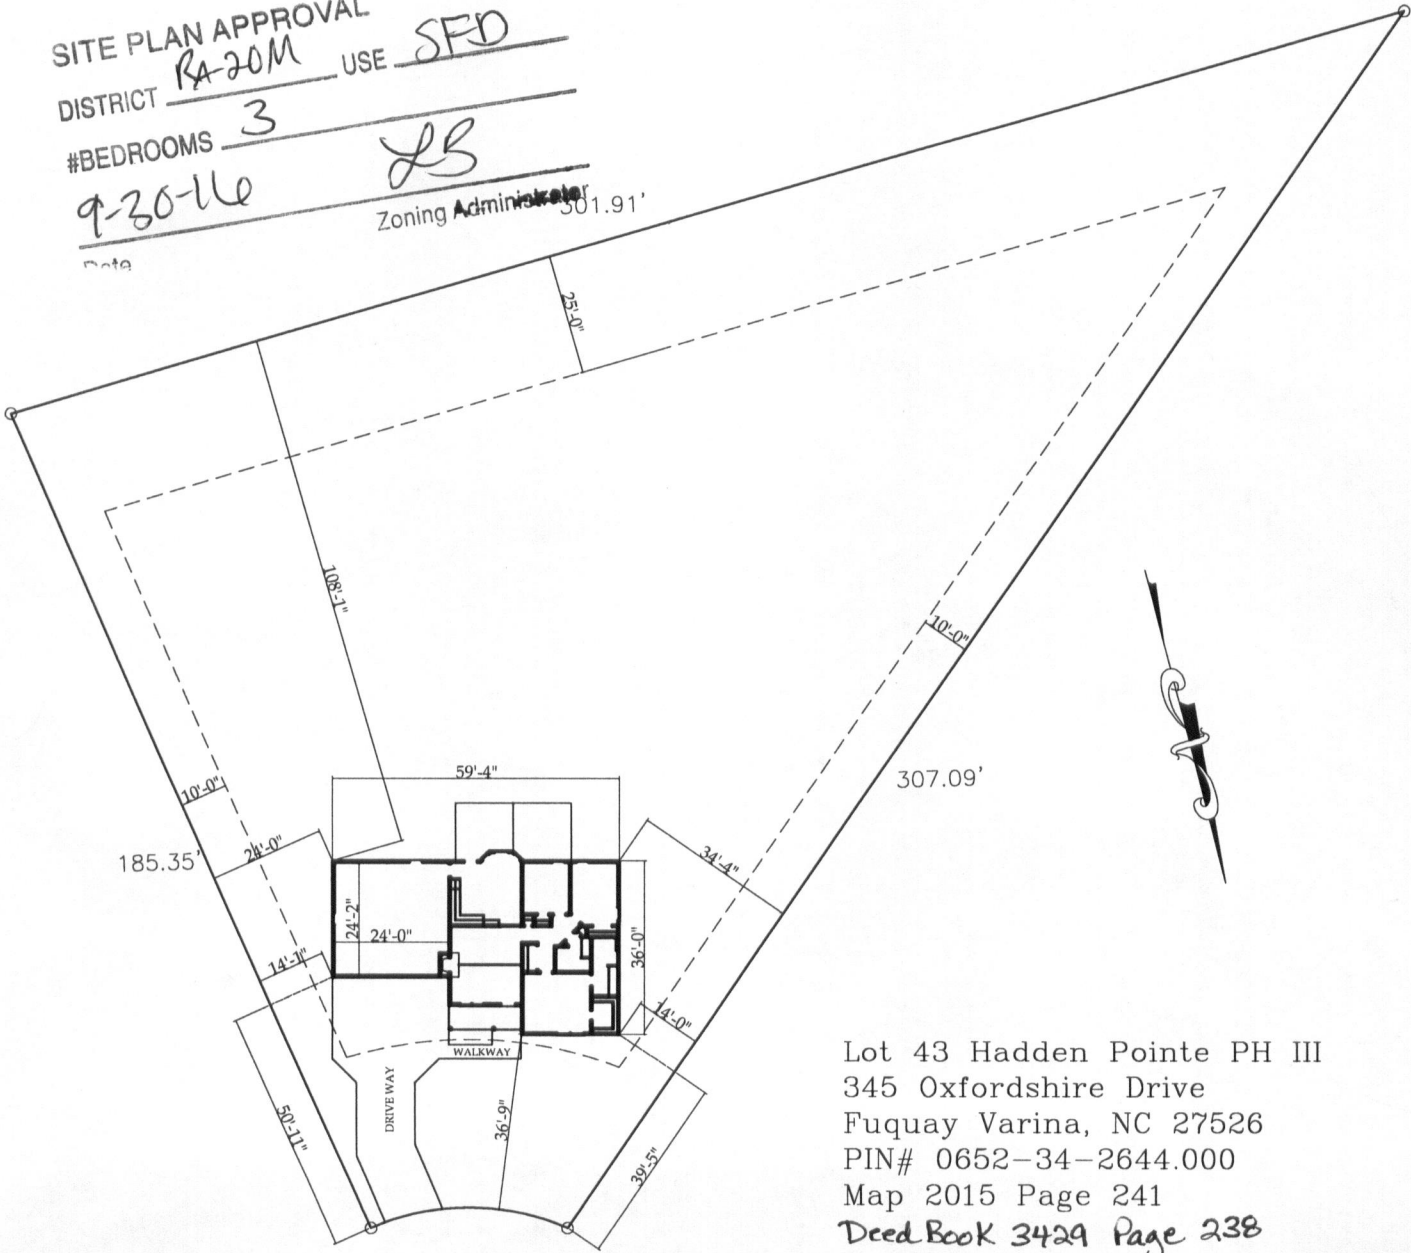 SITE PLAN APPROVAL
DISTRICT RA-20M USE SFD
#BEDROOMS 3
9-30-16 LB
Zoning Administrator
Date
301.91'
25'-0"
108'-1"
10'-0"
59'-4"
307.09'
10'-0"
185.35'
24'-0"
34'-4"
24'-2"
24'-0"
36'-0"
14'-1"
14'-0"
WALKWAY
DRIVE WAY
50'-11"
36'-9"
39'-5"
Lot 43 Hadden Pointe PH III
345 Oxfordshire Drive
Fuquay Varina, NC 27526
PIN# 0652-34-2644.000
Map 2015 Page 241
Deed Book 3429 Page 238